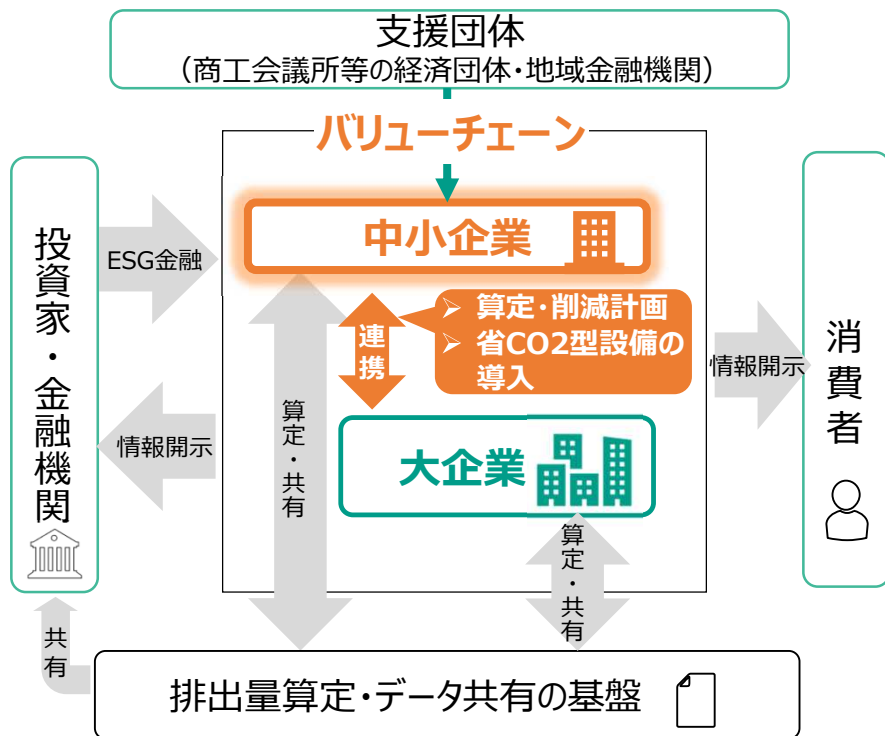 支援団体
（商工会議所等の経済団体・地域金融機関）
バリューチェーン
投資家・金融機関
ESG金融
中小企業
連携
➢ 算定・削減計画
➢ 省CO2型設備の
導入
情報開示
消費者
情報開示
算定・共有
大企業
算定・共有
共有
排出量算定・データ共有の基盤